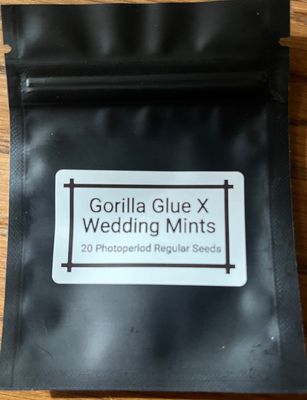 Gorilla Glue X
Wedding Mints
20 Photoperiod Regular Seeds